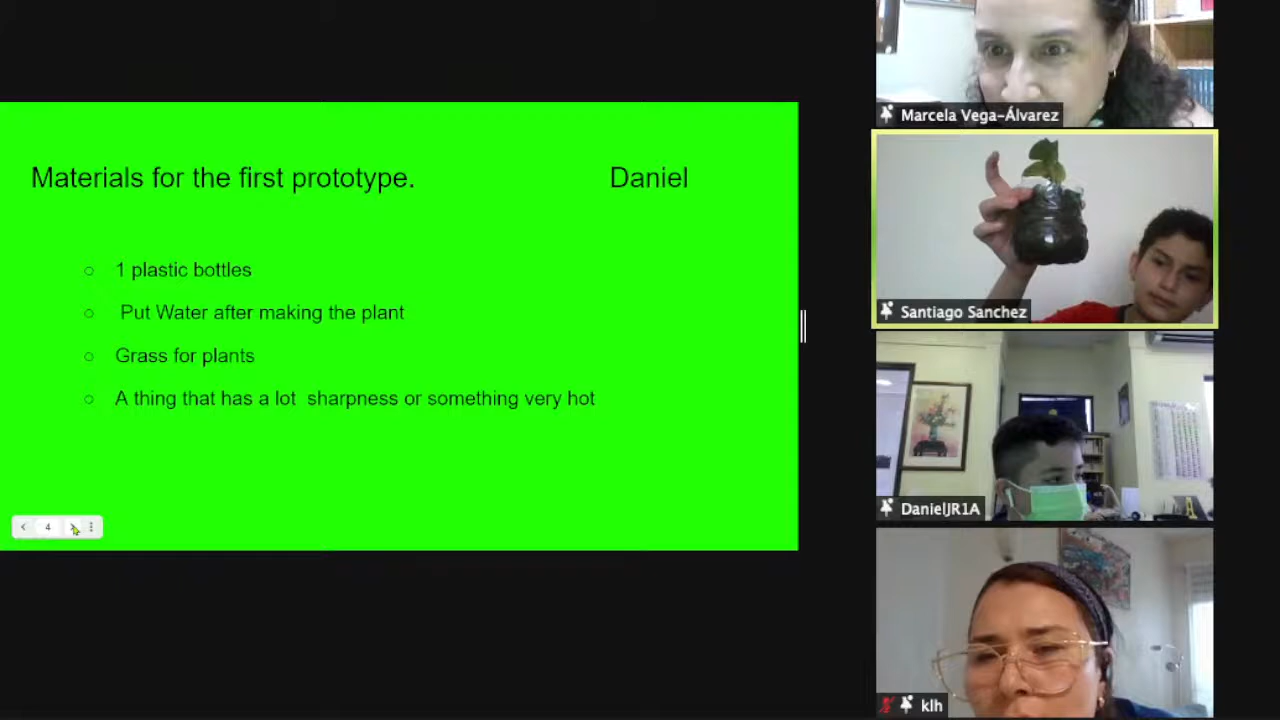 Materials for the first prototype.
Daniel
1 plastic bottles
Put Water after making the plant
Grass for plants
A thing that has a lot sharpness or something very hot
4
Marcela Vega-Álvarez
Santiago Sanchez
DanielJR1A
klh